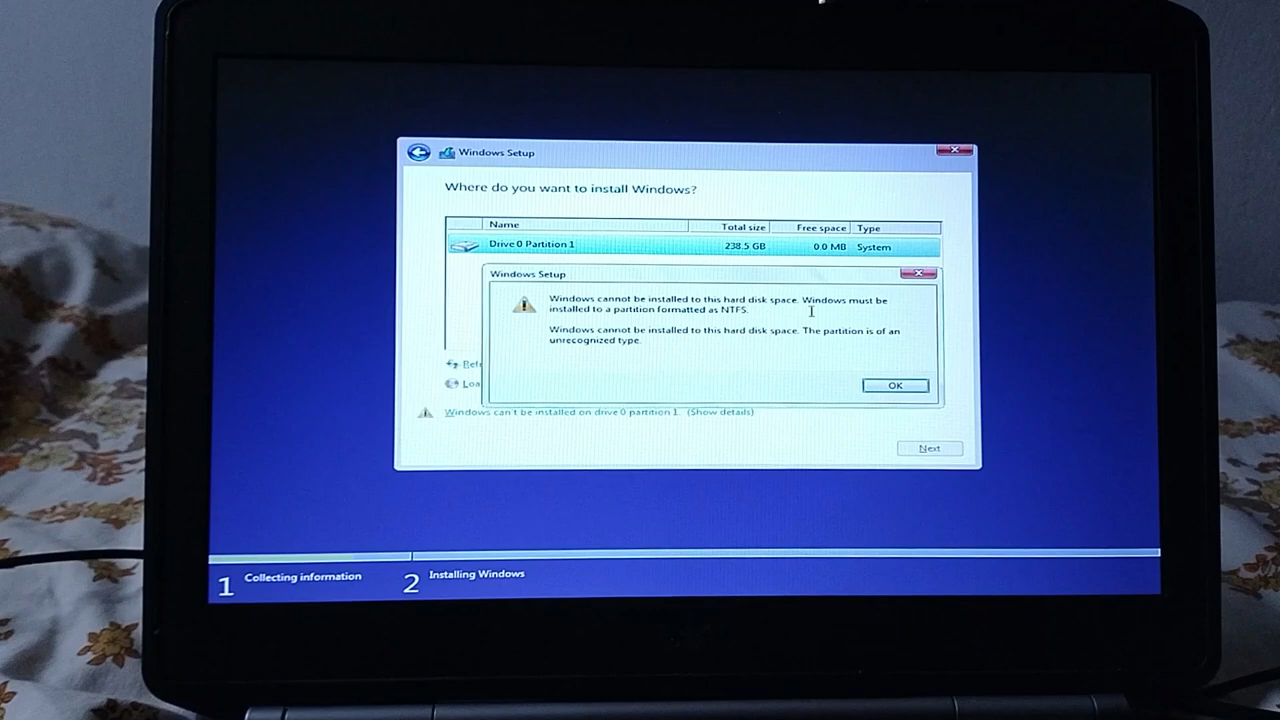 Windows Setup
Where do you want to install Windows?
Name Total size Free space Type
Drive 0 Partition 1 238.5 GB 0.0 MB System
Windows Setup
Windows cannot be installed to this hard disk space. Windows must be
installed to a partition formatted as NTFS.
Windows cannot be installed to this hard disk space. The partition is of an
unrecognized type.
OK
Refr
Loa
Windows can't be installed on drive 0 partition 1. (Show details)
Next
1 Collecting information 2 Installing Windows